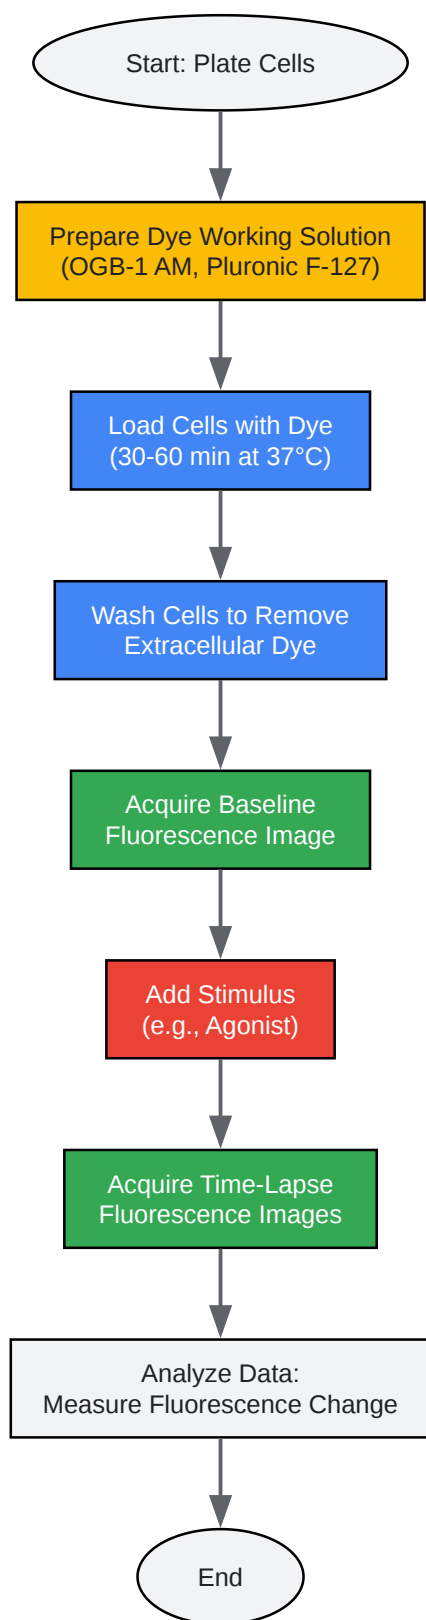 Start: Plate Cells
Prepare Dye Working Solution
(OGB-1 AM, Pluronic F-127)
Load Cells with Dye
(30-60 min at 37°C)
Wash Cells to Remove
Extracellular Dye
Acquire Baseline
Fluorescence Image
Add Stimulus
(e.g., Agonist)
Acquire Time-Lapse
Fluorescence Images
Analyze Data:
Measure Fluorescence Change
End